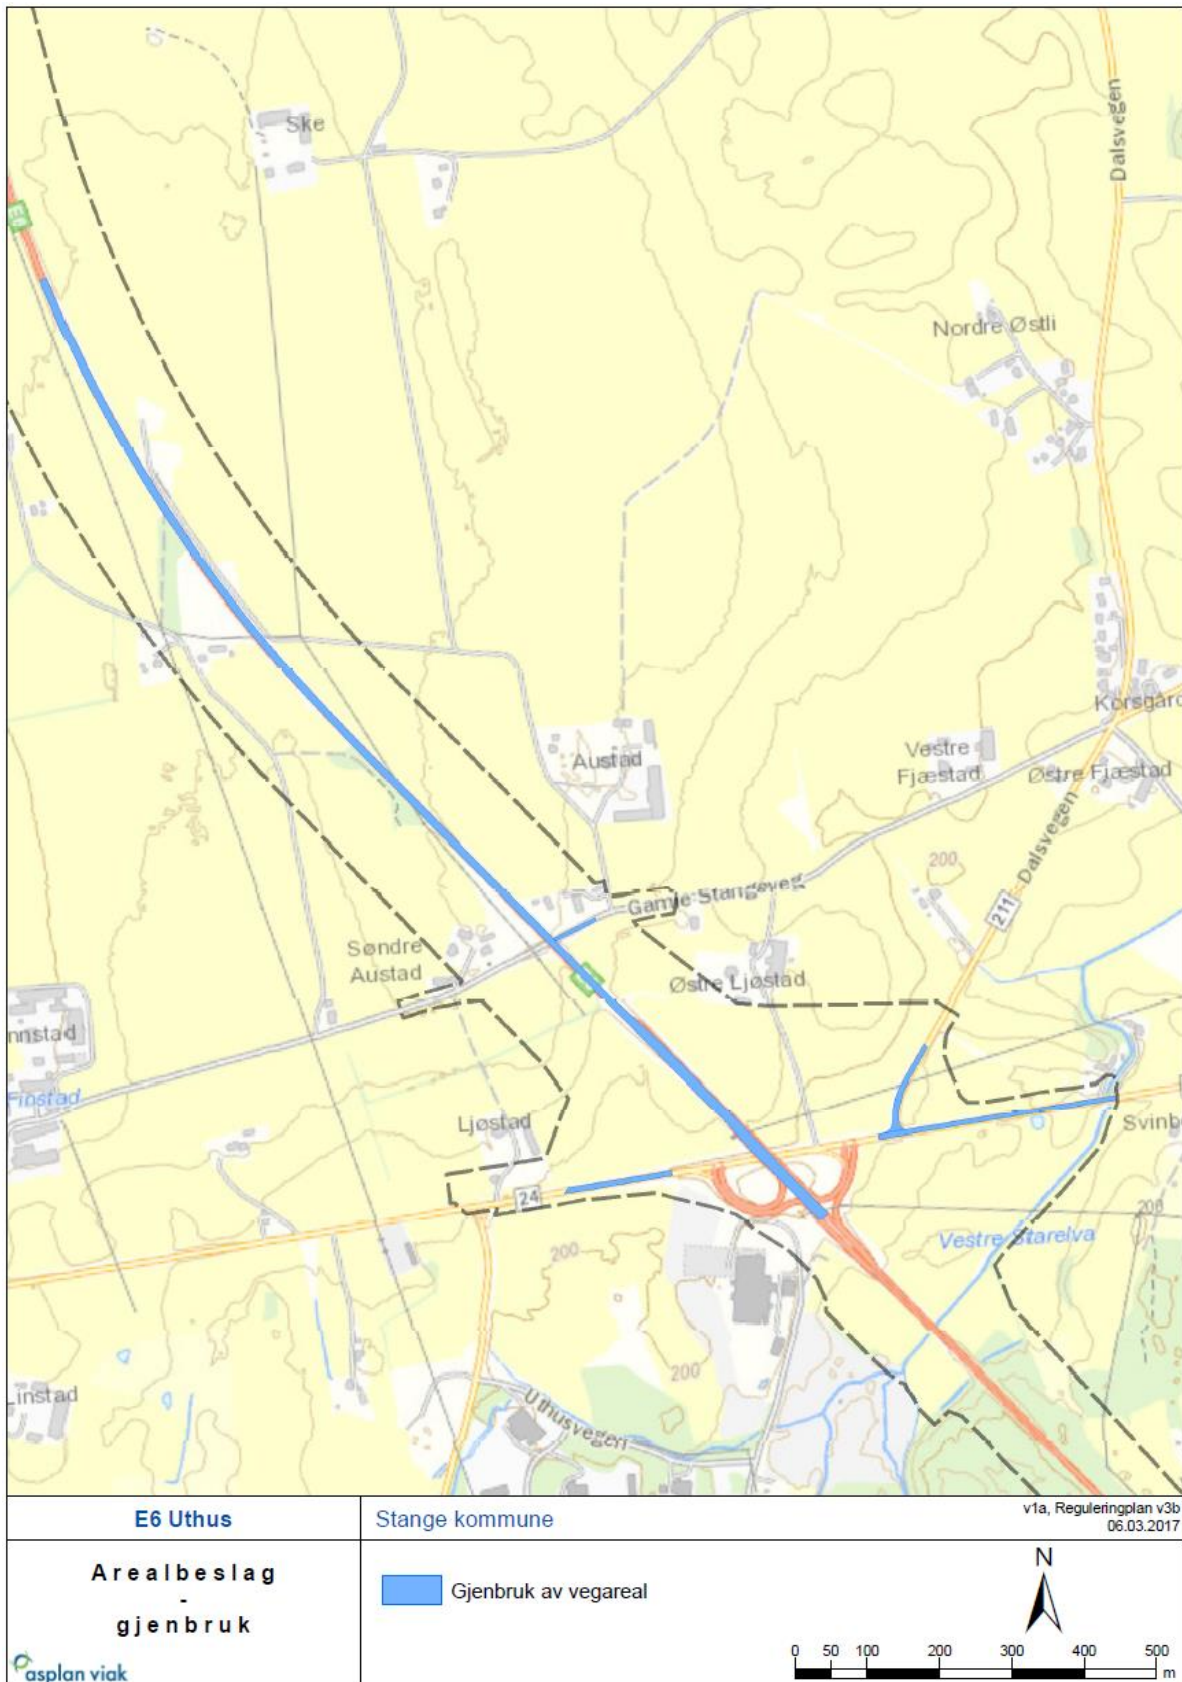 Ske
Dalsvegen
E6
Nordre Østli
Korsgård
Austad
Vestre
Fjæstad
Østre Fjæstad
Dalsvegen
200
211
Gamle Stangeveg
Søndre
Austad
Østre Ljøstad
nnstad
Finstad
Ljøstad
Svinb
24
200
200
Vestre Starelva
200
Linstad
Uthusvegen
E6 Uthus
Stange kommune
v1a, Reguleringplan v3b
06.03.2017
Arealbeslag
-
gjenbruk
Gjenbruk av vegareal
N
0 50 100 200 300 400 500
m
asplan viak